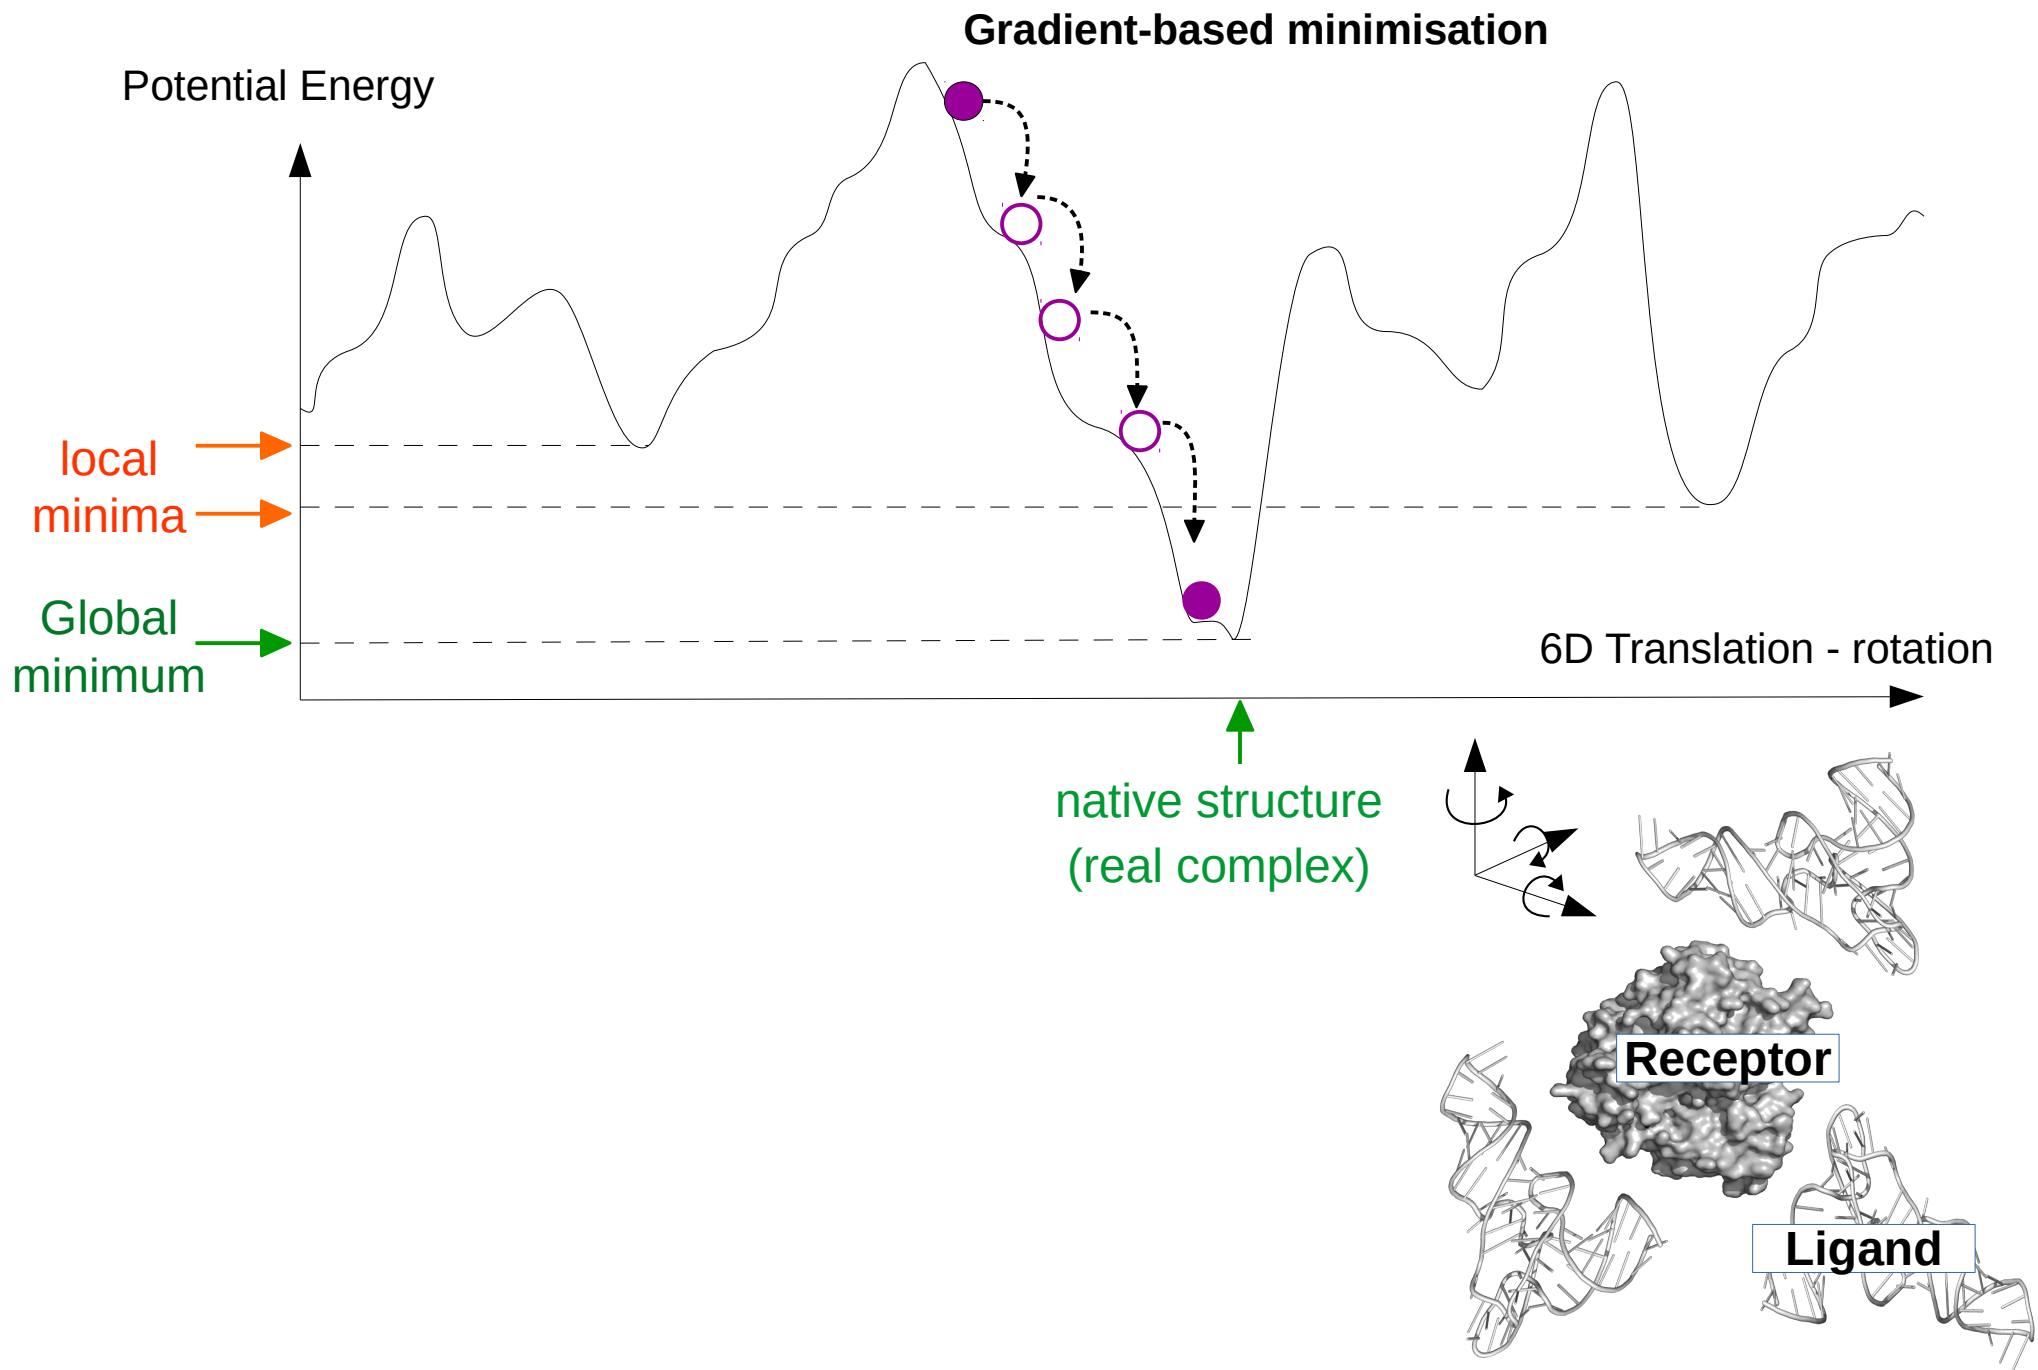 Gradient-based minimisation
Potential Energy
local
minima
Global
minimum
6D Translation - rotation
native structure
(real complex)
Receptor
Ligand